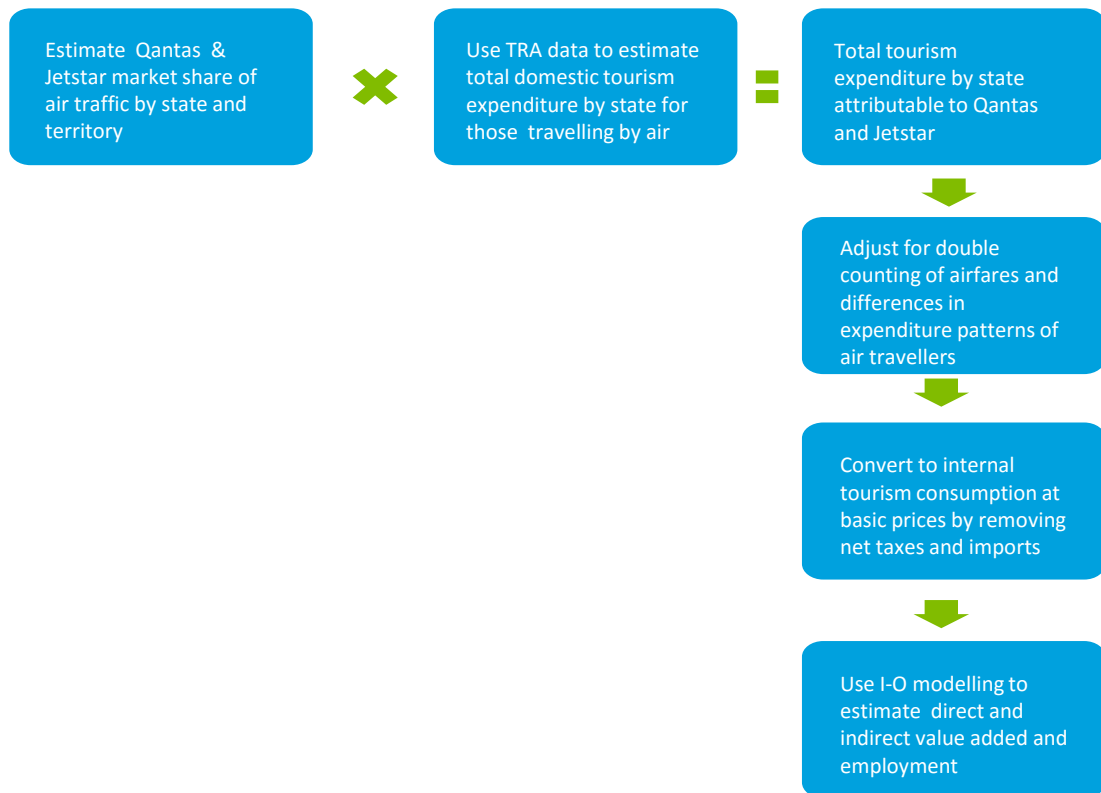 Estimate Qantas &
Jetstar market share of
air traffic by state and
territory
Use TRA data to estimate
total domestic tourism
expenditure by state for
those travelling by air
Total tourism
expenditure by state
attributable to Qantas
and Jetstar
Adjust for double
counting of airfares and
differences in
expenditure patterns of
air travellers
Convert to internal
tourism consumption at
basic prices by removing
net taxes and imports
Use I-O modelling to
estimate direct and
indirect value added and
employment